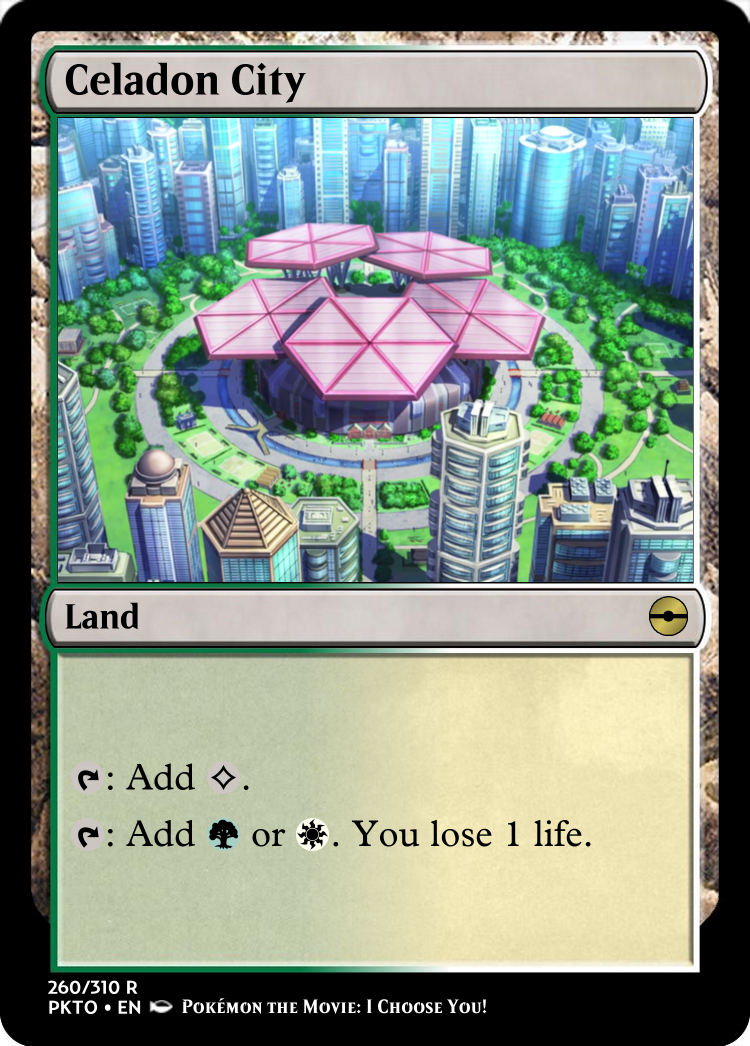 Celadon City
Land
: Add .
: Add or . You lose 1 life.
260/310 R
PKTO • EN Pokémon the Movie: I Choose You!